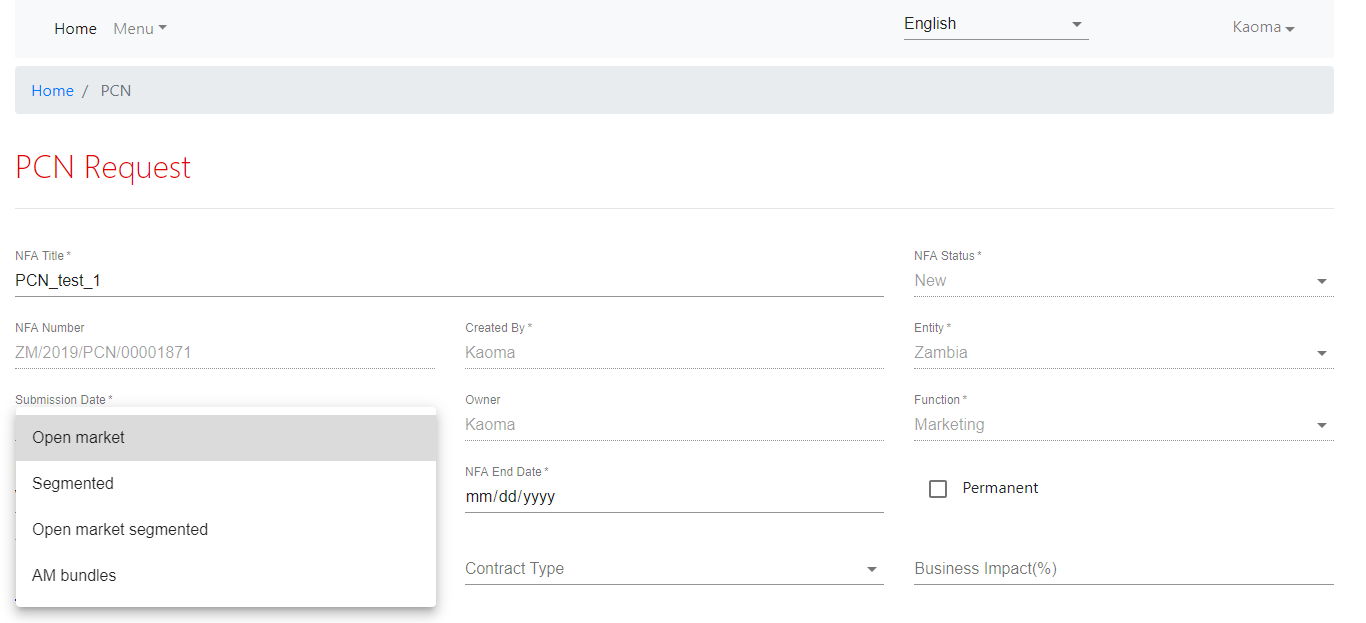 Home Menu English Kaoma
Home / PCN
PCN Request
NFA Title * NFA Status *
PCN_test_1 New
NFA Number Created By * Entity *
ZM/2019/PCN/00001871 Kaoma Zambia
Submission Date * Owner Function *
Kaoma Marketing
Open market
Segmented
NFA End Date *
mm/dd/yyyy Permanent
Open market segmented
AM bundles
Contract Type Business Impact(%)